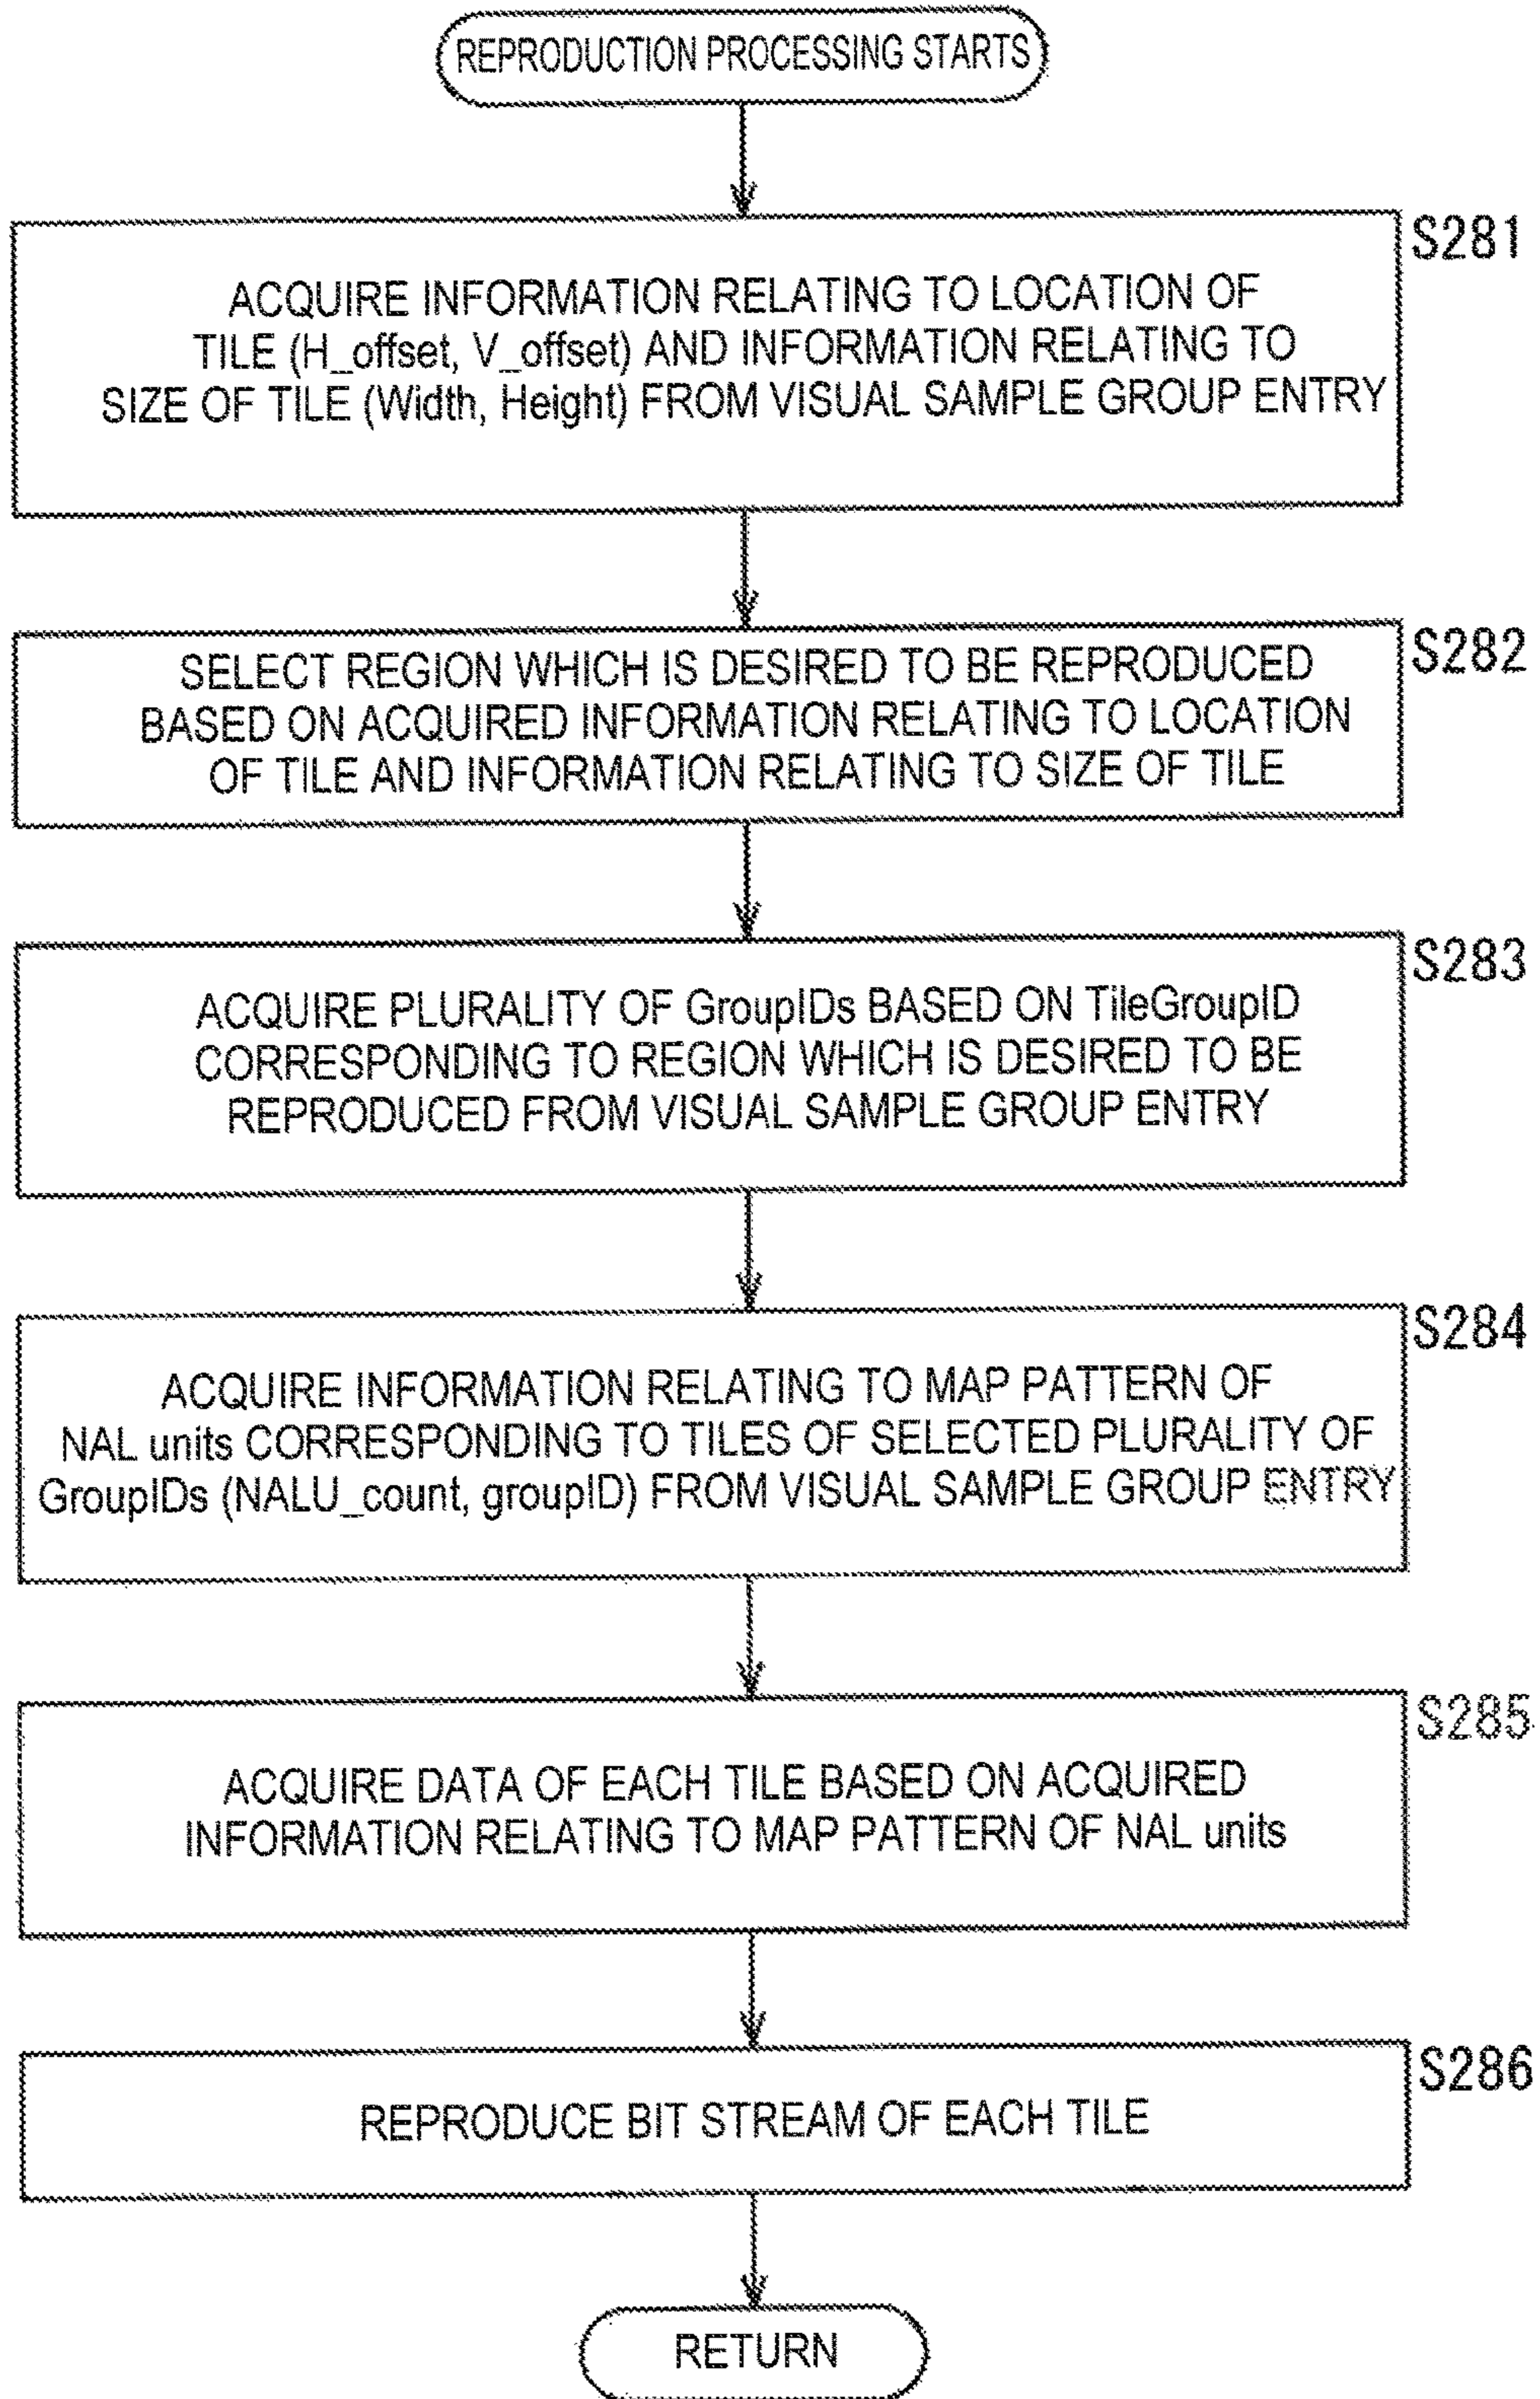 REPRODUCTION PROCESSING STARTS
S281
ACQUIRE INFORMATION RELATING TO LOCATION OF
TILE (H_offset, V_offset) AND INFORMATION RELATING TO
SIZE OF TILE (Width, Height) FROM VISUAL SAMPLE GROUP ENTRY
S282
SELECT REGION WHICH IS DESIRED TO BE REPRODUCED
BASED ON ACQUIRED INFORMATION RELATING TO LOCATION
OF TILE AND INFORMATION RELATING TO SIZE OF TILE
S283
ACQUIRE PLURALITY OF GroupIDs BASED ON TileGroupID
CORRESPONDING TO REGION WHICH IS DESIRED TO BE
REPRODUCED FROM VISUAL SAMPLE GROUP ENTRY
S284
ACQUIRE INFORMATION RELATING TO MAP PATTERN OF
NAL units CORRESPONDING TO TILES OF SELECTED PLURALITY OF
GroupIDs (NALU_count, groupID) FROM VISUAL SAMPLE GROUP ENTRY
S285
ACQUIRE DATA OF EACH TILE BASED ON ACQUIRED
INFORMATION RELATING TO MAP PATTERN OF NAL units
S286
REPRODUCE BIT STREAM OF EACH TILE
RETURN